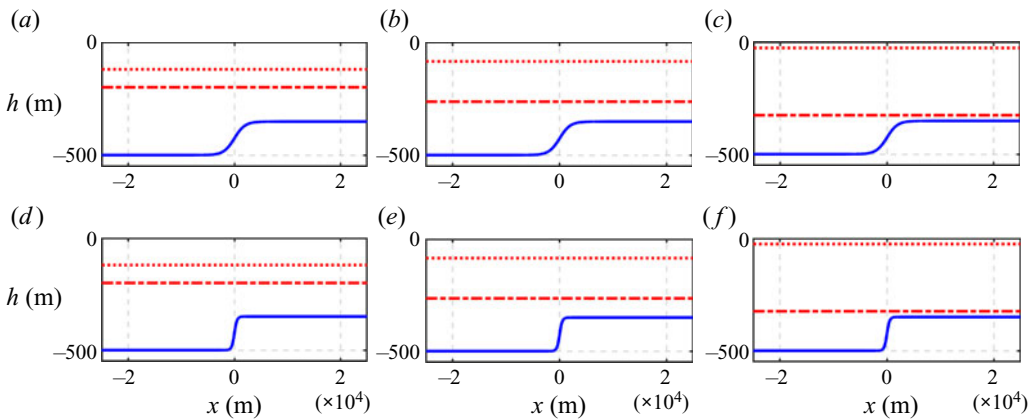 (a) (b) (c)
0 0 0
h (m)
−500 −500 −500
−2 0 2 −2 0 2 −2 0 2
(d) (e) (f)
0 0 0
h (m)
−500 −500 −500
−2 0 2 −2 0 2 −2 0 2
x (m) (×10⁴) x (m) (×10⁴) x (m) (×10⁴)